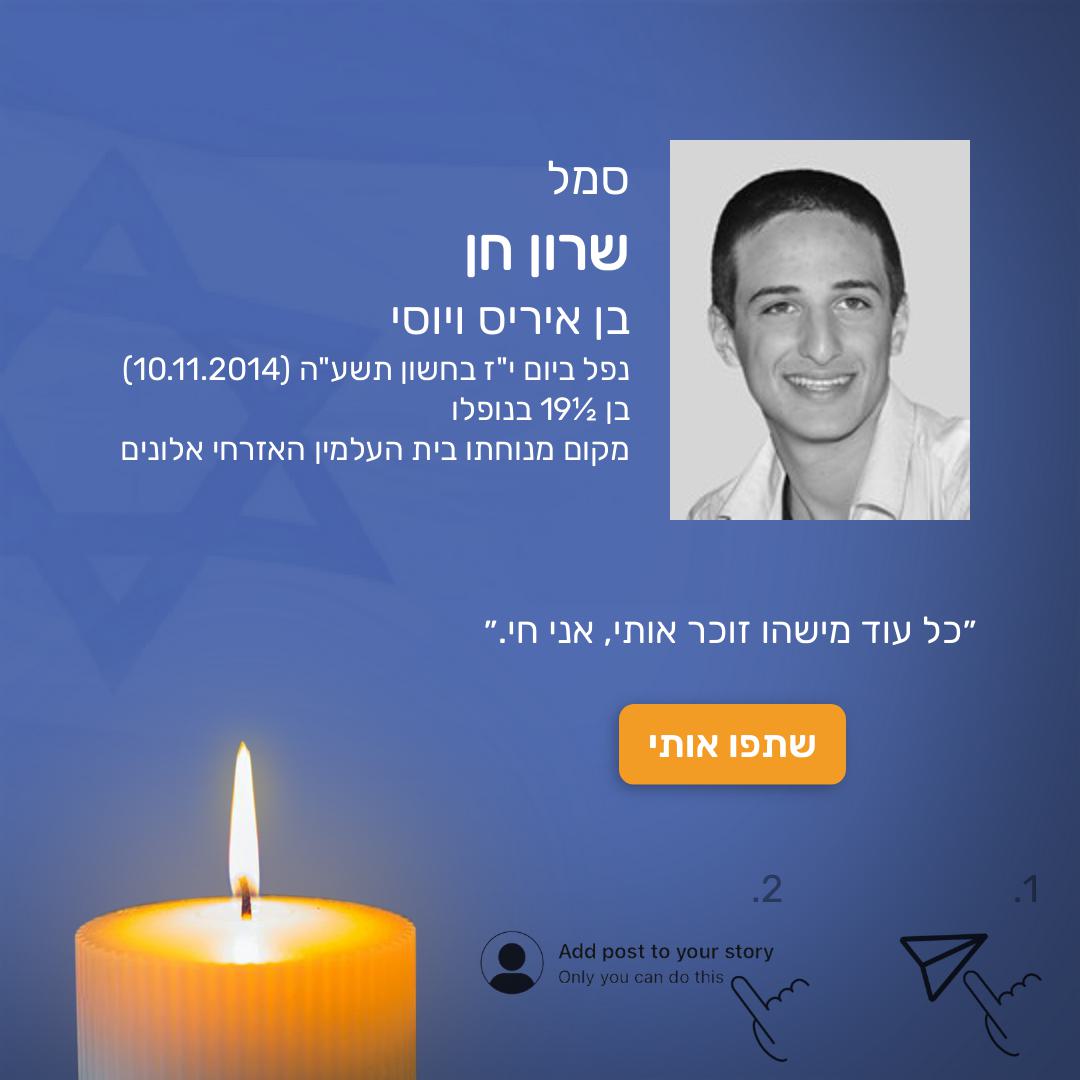 סמל
שרון חן
בן איריס ויוסי
נפל ביום י"ז בחשון תשע"ה (10.11.2014)
בן 19½ בנופלו
מקום מנוחתו בית העלמין האזרחי אלונים
״כל עוד מישהו זוכר אותי, אני חי.״
שתפו אותי
1.
2.
Add post to your story
Only you can do this